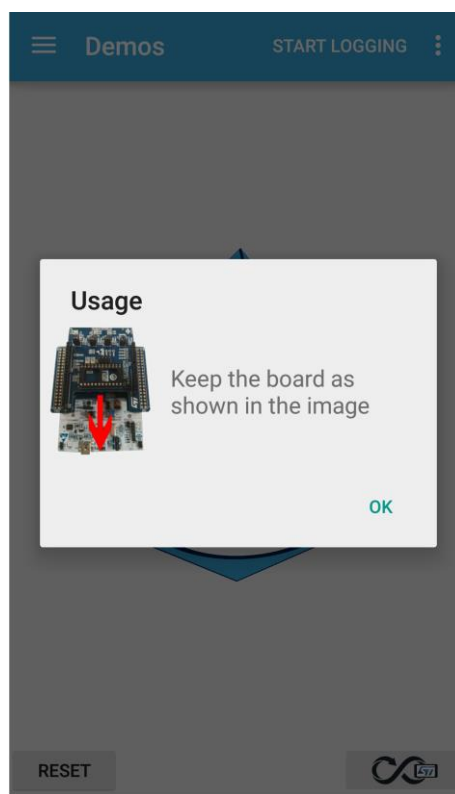 Demos
START LOGGING
Usage
Keep the board as
shown in the image
OK
RESET